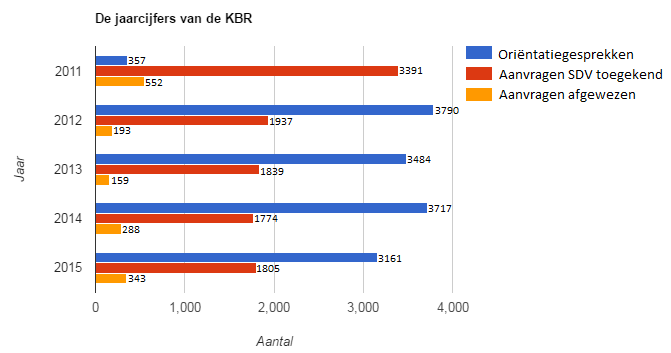 De jaarcijfers van de KBR
Oriëntatiegesprekken
Aanvragen SDV toegekend
Aanvragen afgewezen
Jaar
2011
357
3391
552
2012
3790
1937
193
2013
3484
1839
159
2014
3717
1774
288
2015
3161
1805
343
0 1,000 2,000 3,000 4,000
Aantal